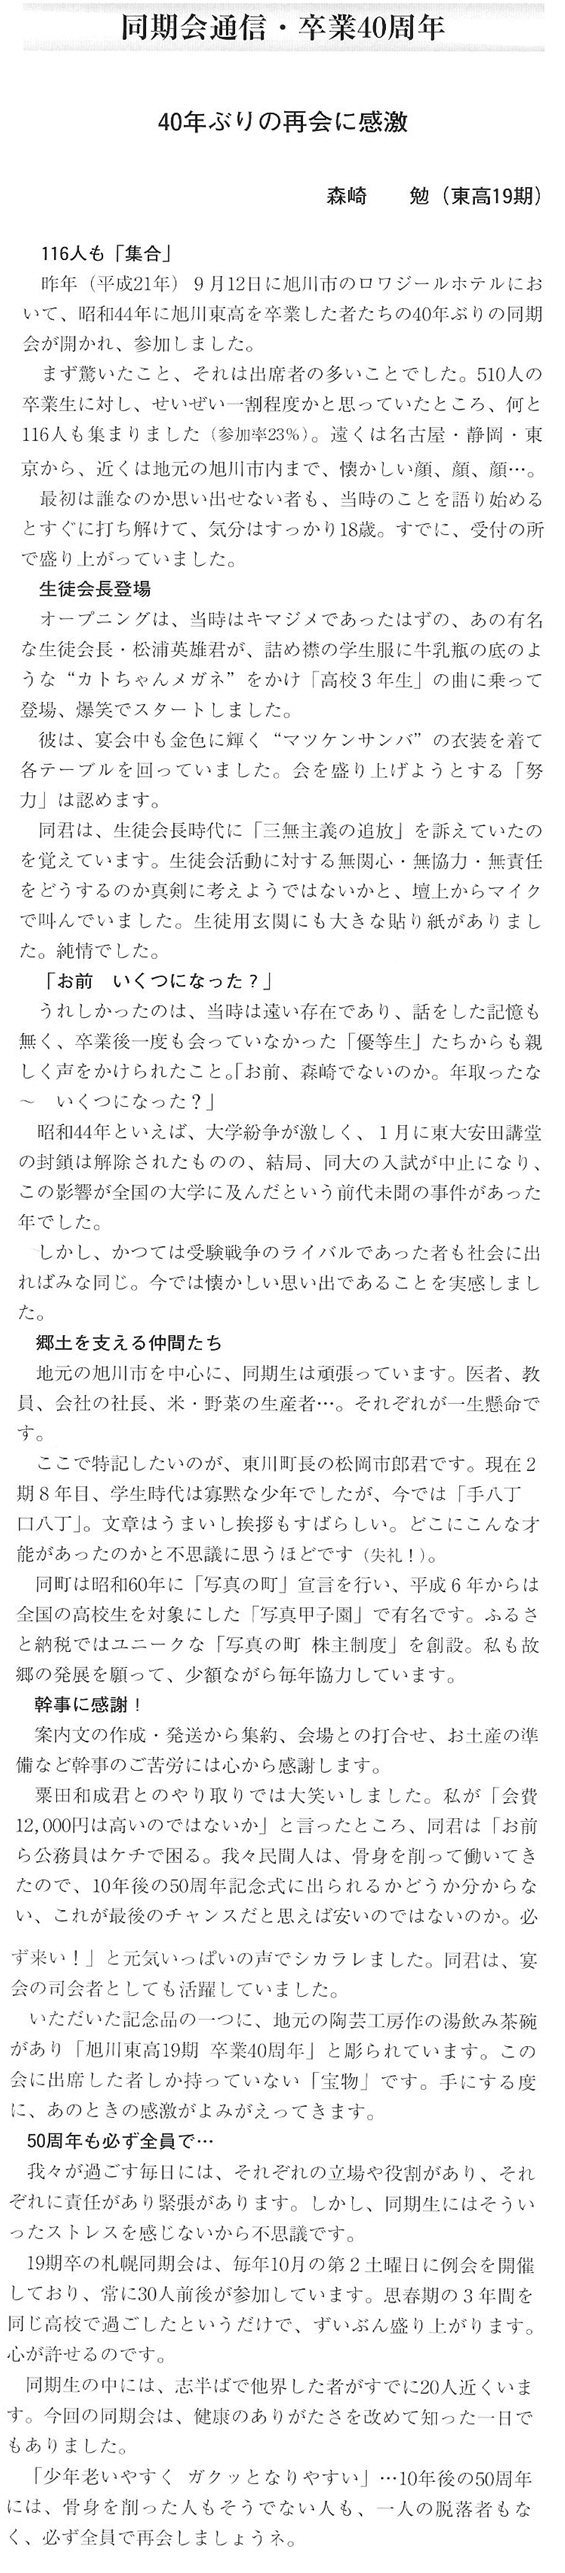 同期会通信・卒業40周年
40年ぶりの再会に感激
森崎　　勉（東高19期）
116人も「集合」
昨年（平成21年）９月12日に旭川市のロワジールホテルにお
いて、昭和44年に旭川東高を卒業した者たちの40年ぶりの同期
会が開かれ、参加しました。
まず驚いたこと、それは出席者の多いことでした。510人の
卒業生に対し、せいぜい一割程度かと思っていたところ、何と
116人も集まりました（参加率23%）。遠くは名古屋・静岡・東
京から、近くは地元の旭川市内まで、懐かしい顔、顔、顔…。
最初は誰なのか思い出せない者も、当時のことを語り始める
とすぐに打ち解けて、気分はすっかり18歳。すでに、受付の所
で盛り上がっていました。
生徒会長登場
オープニングは、当時はキマジメであったはずの、あの有名
な生徒会長・松浦英雄君が、詰め襟の学生服に牛乳瓶の底のよ
うな“カトちゃんメガネ”をかけ「高校３年生」の曲に乗って
登場、爆笑でスタートしました。
彼は、宴会中も金色に輝く“マツケンサンバ”の衣装を着て
各テーブルを回っていました。会を盛り上げようとする「努
力」は認めます。
同君は、生徒会長時代に「三無主義の追放」を訴えていたの
を覚えています。生徒会活動に対する無関心・無協力・無責任
をどうするのか真剣に考えようではないかと、壇上からマイク
で叫んでいました。生徒用玄関にも大きな貼り紙がありまし
た。純情でした。
「お前　いくつになった？」
うれしかったのは、当時は遠い存在であり、話をした記憶も
無く、卒業後一度も会っていなかった「優等生」たちからも親
しく声をかけられたこと。「お前、森崎でないのか。年取ったな
～　いくつになった？」
昭和44年といえば、大学紛争が激しく、１月に東大安田講堂
の封鎖は解除されたものの、結局、同大の入試が中止になり、
この影響が全国の大学に及んだという前代未聞の事件があった
年でした。
しかし、かつては受験戦争のライバルであった者も社会に出
ればみな同じ。今では懐かしい思い出であることを実感しまし
た。
郷土を支える仲間たち
地元の旭川市を中心に、同期生は頑張っています。医者、教
員、会社の社長、米・野菜の生産者…。それぞれが一生懸命で
す。
ここで特記したいのが、東川町長の松岡市郎君です。現在２
期８年目、学生時代は寡黙な少年でしたが、今では「手八丁
口八丁」。文章はうまいし挨拶もすばらしい。どこにこんな才
能があったのかと不思議に思うほどです（失礼！）。
同町は昭和60年に「写真の町」宣言を行い、平成６年からは
全国の高校生を対象にした「写真甲子園」で有名です。ふるさ
と納税ではユニークな「写真の町 株主制度」を創設。私も故
郷の発展を願って、少額ながら毎年協力しています。
幹事に感謝！
案内文の作成・発送から集約、会場との打合せ、お土産の準
備など幹事のご苦労には心から感謝します。
粟田和成君とのやり取りでは大笑いしました。私が「会費
12,000円は高いのではないか」と言ったところ、同君は「お前
ら公務員はケチで困る。我々民間人は、骨身を削って働いてき
たので、10年後の50周年記念式に出られるかどうか分からな
い、これが最後のチャンスだと思えば安いのではないのか。必
ず来い！」と元気いっぱいの声でシカラレました。同君は、宴
会の司会者としても活躍していました。
いただいた記念品の一つに、地元の陶芸工房作の湯飲み茶碗
があり「旭川東高19期 卒業40周年」と彫られています。この
会に出席した者しか持っていない「宝物」です。手にする度
に、あのときの感激がよみがえってきます。
50周年も必ず全員で…
我々が過ごす毎日には、それぞれの立場や役割があり、それ
ぞれに責任があり緊張があります。しかし、同期生にはそうい
ったストレスを感じないから不思議です。
19期卒の札幌同期会は、毎年10月の第２土曜日に例会を開催
しており、常に30人前後が参加しています。思春期の３年間を
同じ高校で過ごしたというだけで、ずいぶん盛り上がります。
心が許せるのです。
同期生の中には、志半ばで他界した者がすでに20人近くいま
す。今回の同期会は、健康のありがたさを改めて知った一日で
もありました。
「少年老いやすく ガクッとなりやすい」…10年後の50周年
には、骨身を削った人もそうでない人も、一人の脱落者もな
く、必ず全員で再会しましょうネ。